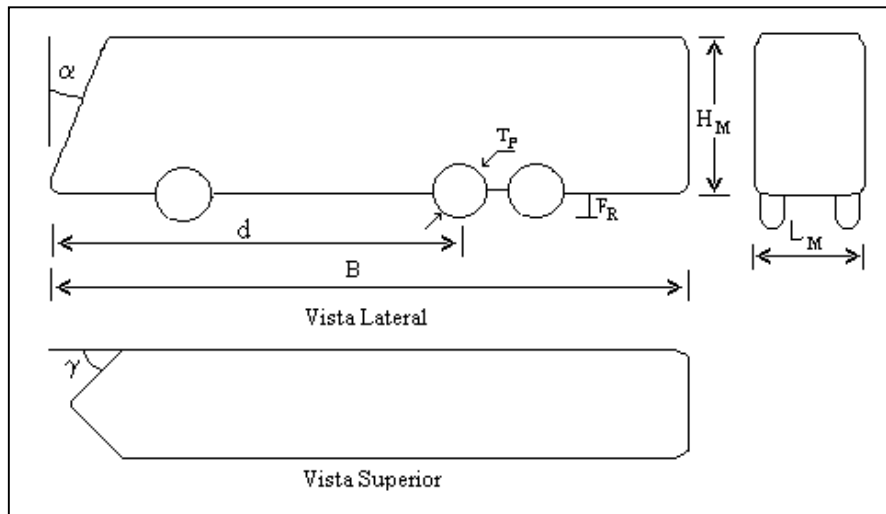 α
T_P
H_M
F_R
d
L_M
B
Vista Lateral
γ
Vista Superior